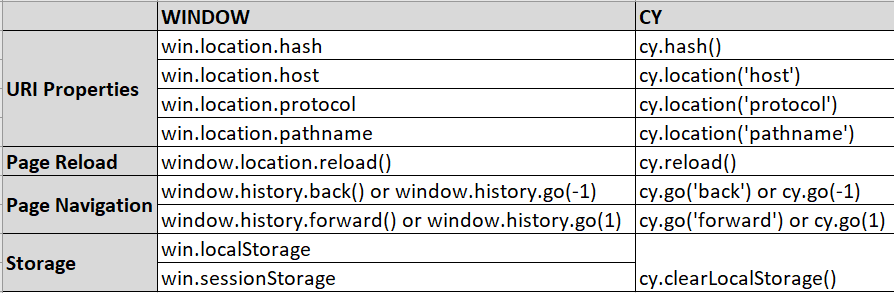 WINDOW CY
URI Properties win.location.hash cy.hash()
win.location.host cy.location('host')
win.location.protocol cy.location('protocol')
win.location.pathname cy.location('pathname')
Page Reload window.location.reload() cy.reload()
Page Navigation window.history.back() or window.history.go(-1) cy.go('back') or cy.go(-1)
window.history.forward() or window.history.go(1) cy.go('forward') or cy.go(1)
Storage win.localStorage
win.sessionStorage cy.clearLocalStorage()